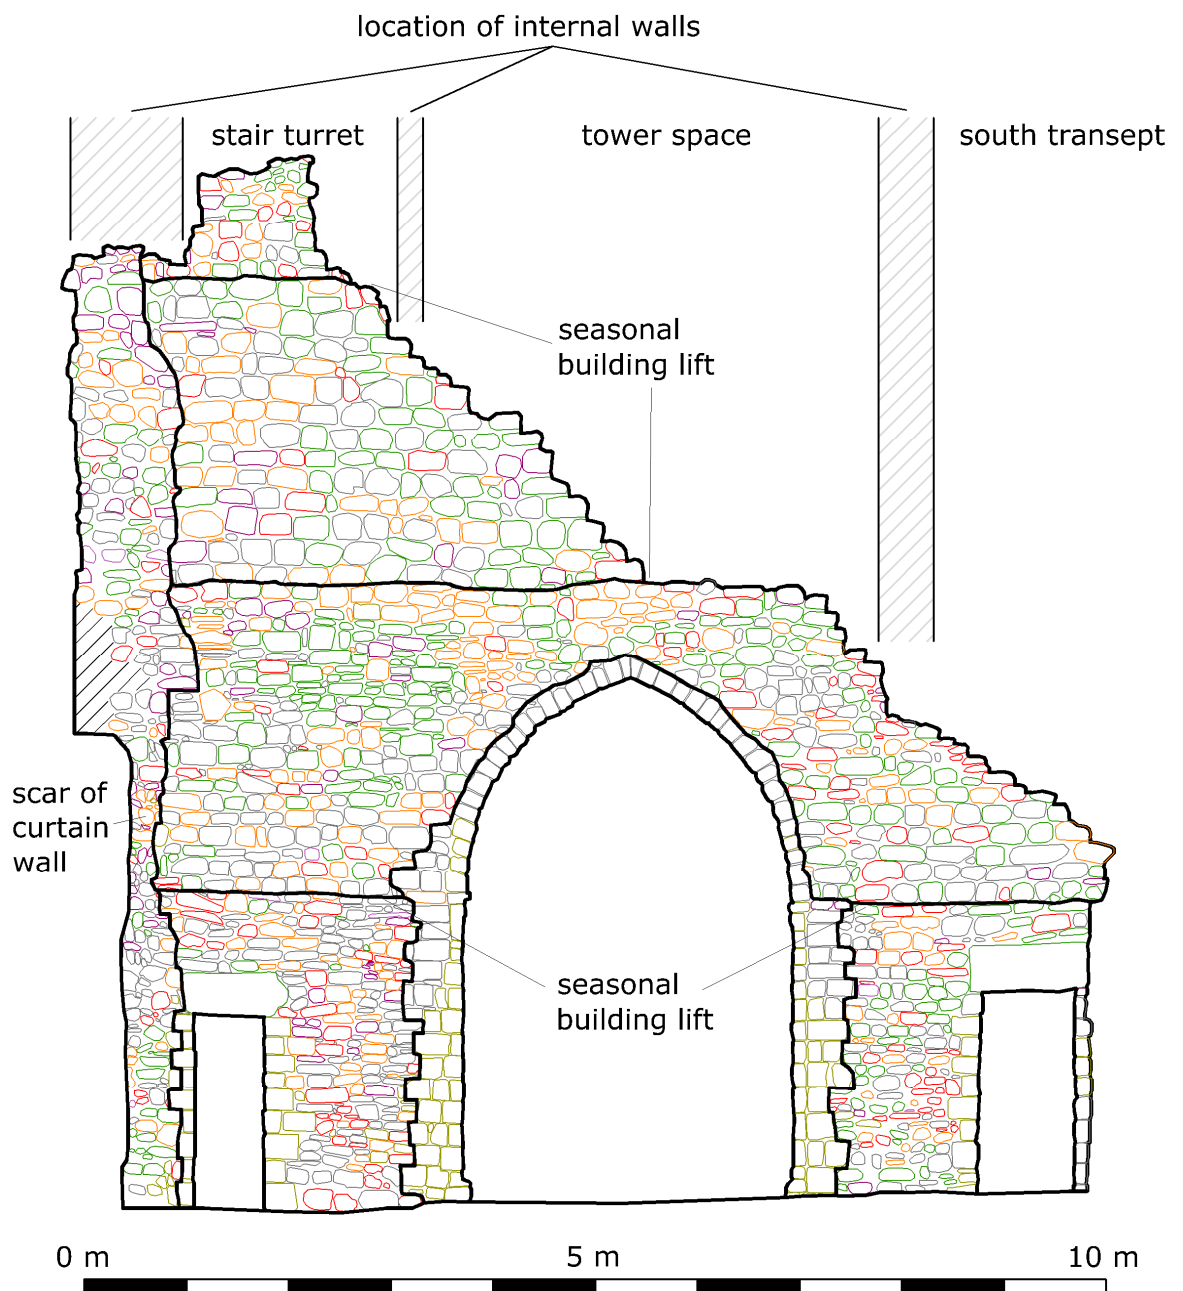 location of internal walls
stair turret
tower space
south transept
seasonal
building lift
scar of
curtain
wall
seasonal
building lift
0 m
5 m
10 m